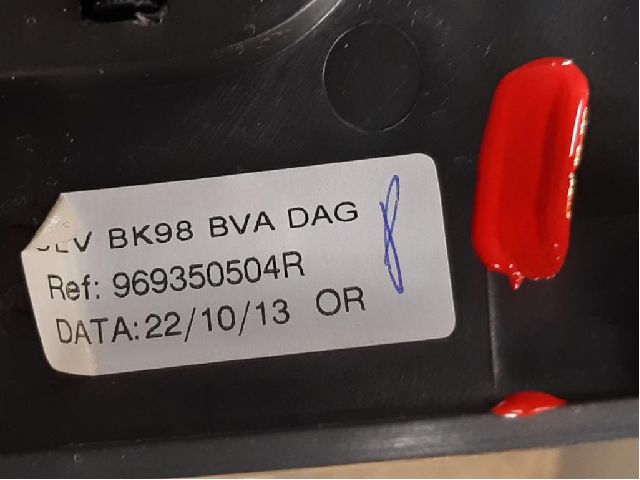 BK98 BVA DAG
Ref: 969350504R
DATA:22/10/13 OR